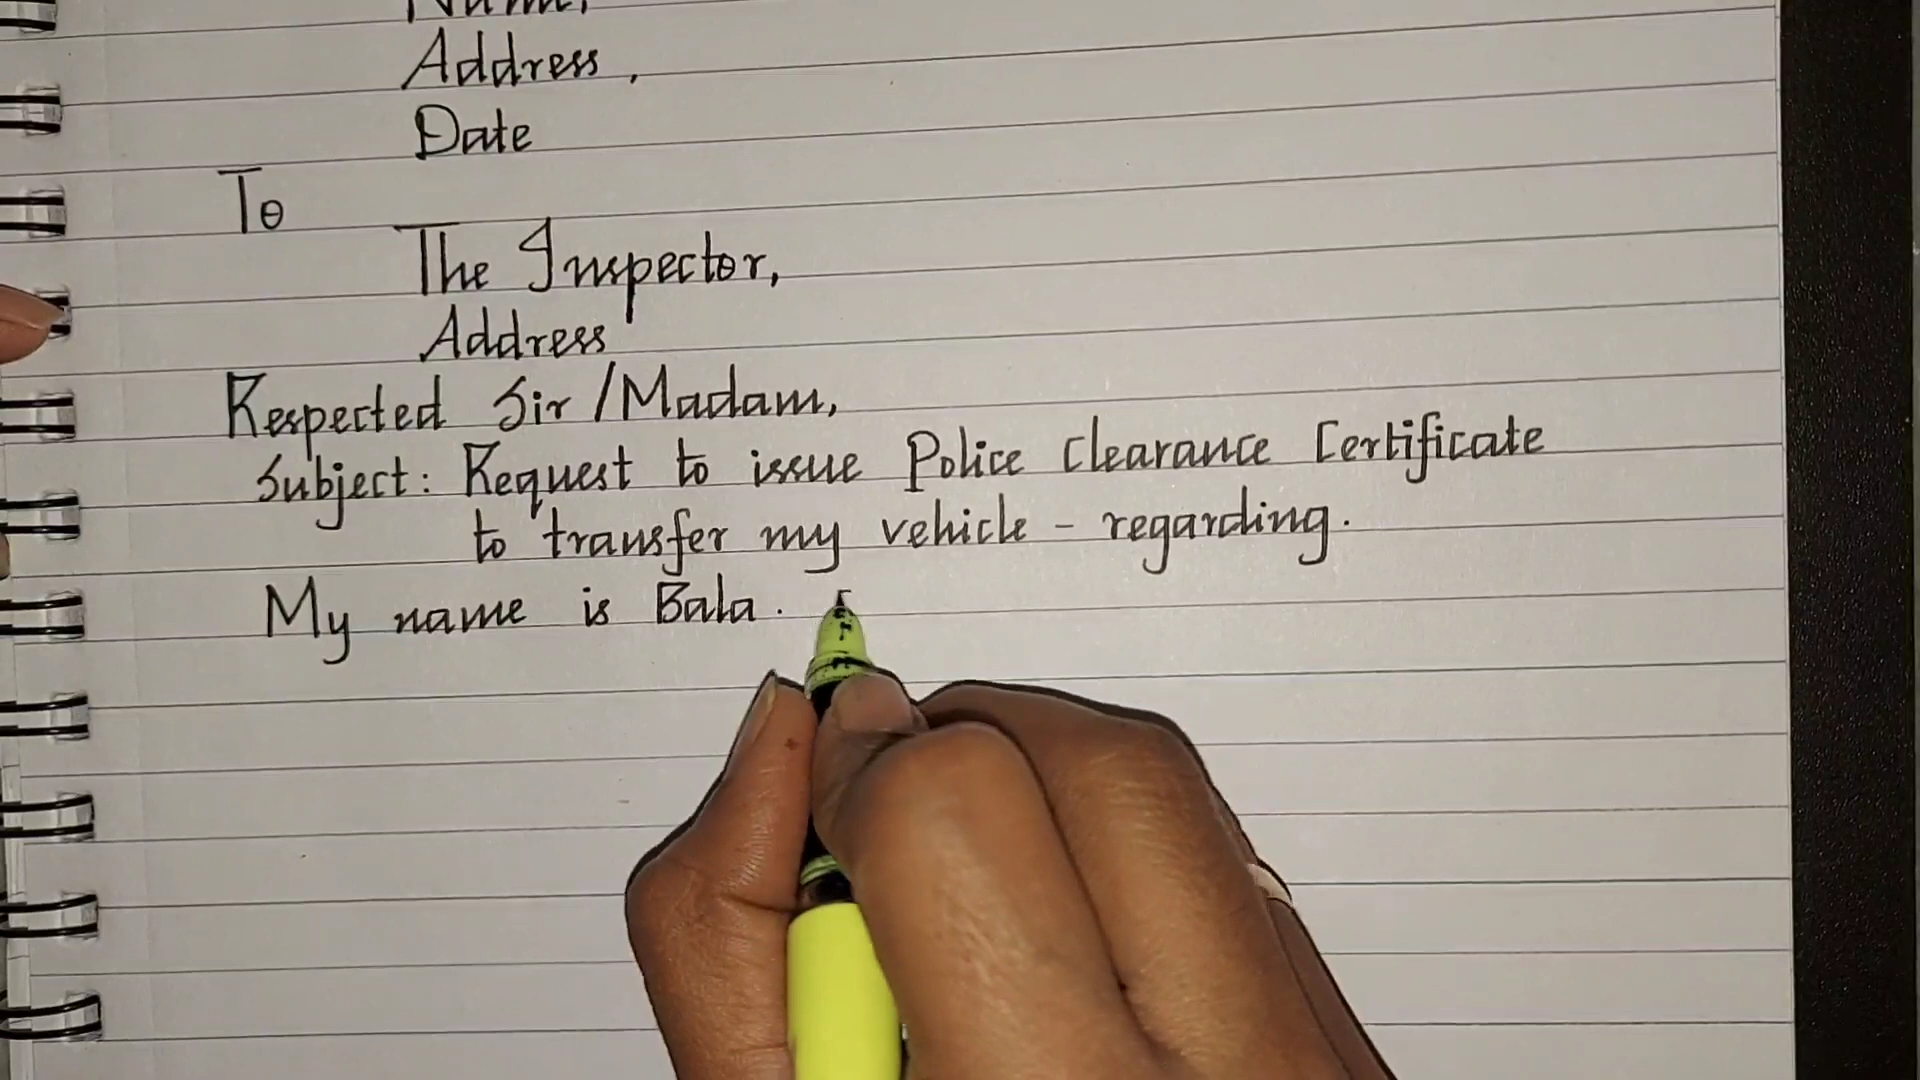 Name,
Address,
Date
To
The Inspector,
Address
Respected Sir/Madam,
Subject: Request to issue Police Clearance Certificate
to transfer my vehicle - regarding.
My name is Bala.